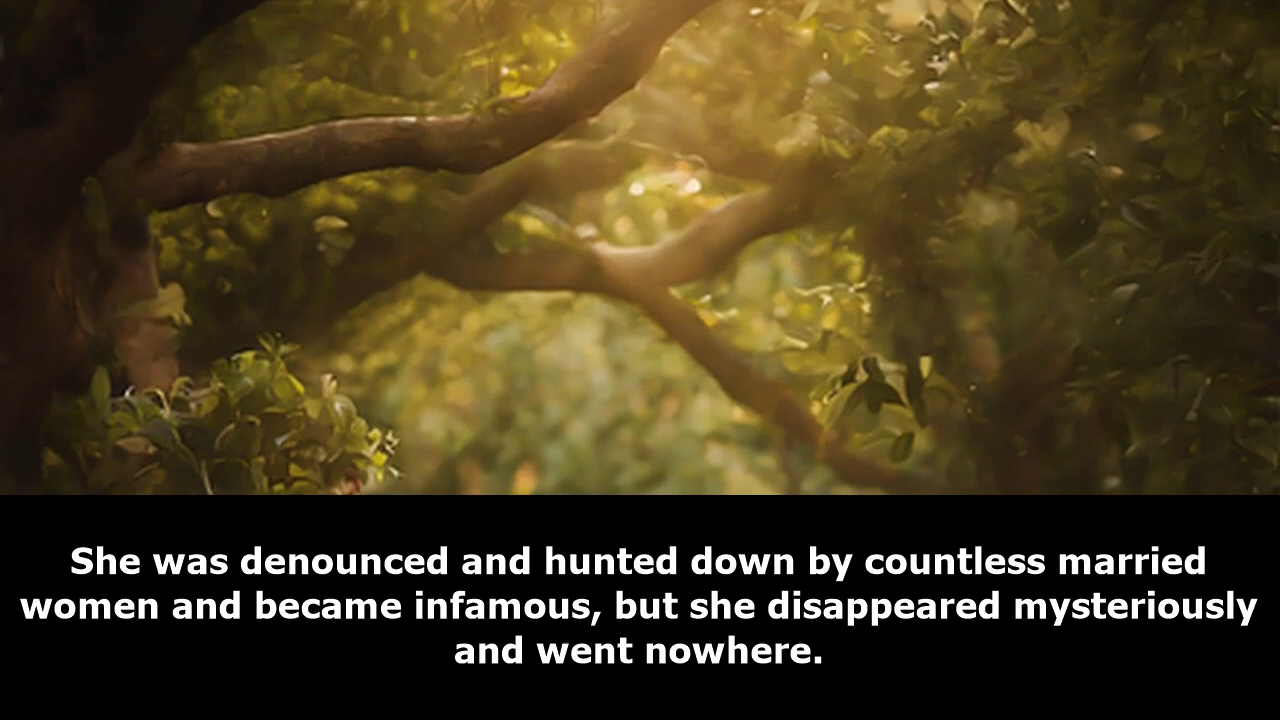 She was denounced and hunted down by countless married
women and became infamous, but she disappeared mysteriously
and went nowhere.